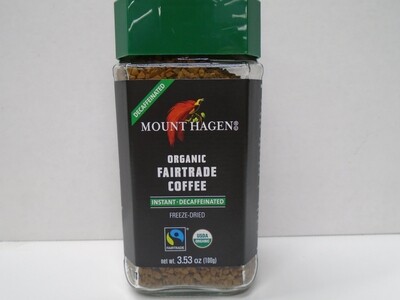 DECAFFEINATED
MOUNT HAGEN®
ORGANIC
FAIRTRADE
COFFEE
INSTANT · DECAFFEINATED
FREEZE-DRIED
FAIRTRADE
USDA
ORGANIC
net wt. 3.53 oz (100g)